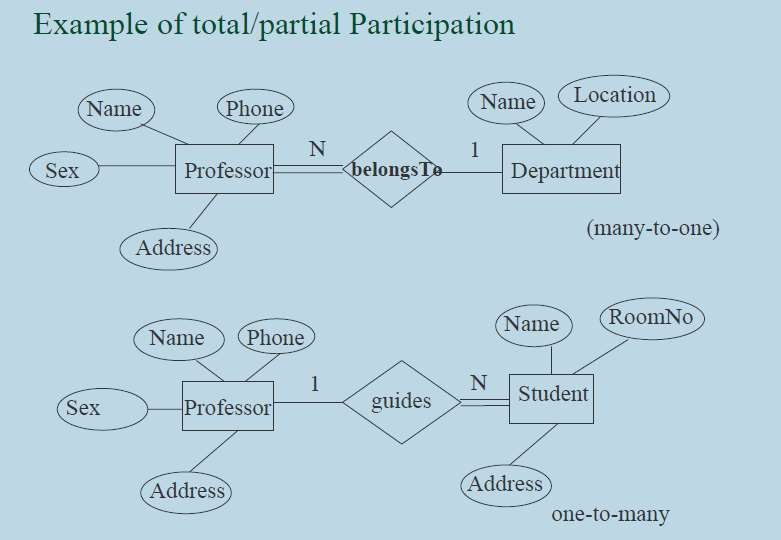 Example of total/partial Participation
Name
Phone
Name
Location
N
1
Sex
Professor
belongsTo
Department
Address
(many-to-one)
Name
Phone
Name
RoomNo
1
N
Sex
Professor
guides
Student
Address
Address
one-to-many